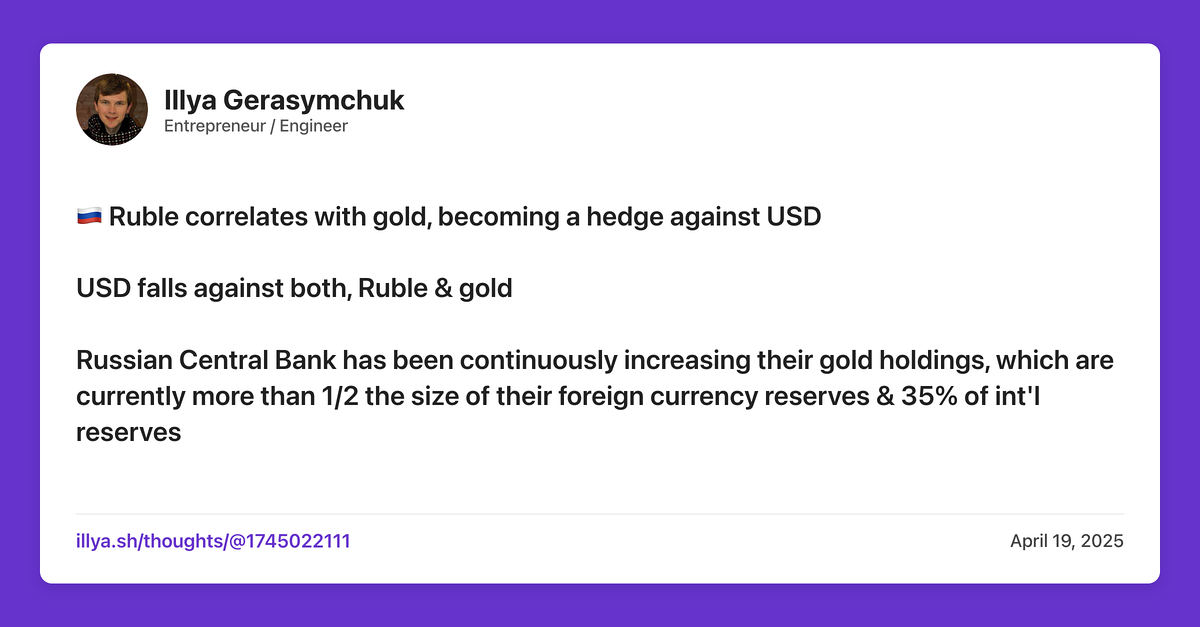 Illya Gerasymchuk
Entrepreneur / Engineer
🇷🇺 Ruble correlates with gold, becoming a hedge against USD
USD falls against both, Ruble & gold
Russian Central Bank has been continuously increasing their gold holdings, which are
currently more than 1/2 the size of their foreign currency reserves & 35% of int'l
reserves
illya.sh/thoughts/@1745022111
April 19, 2025